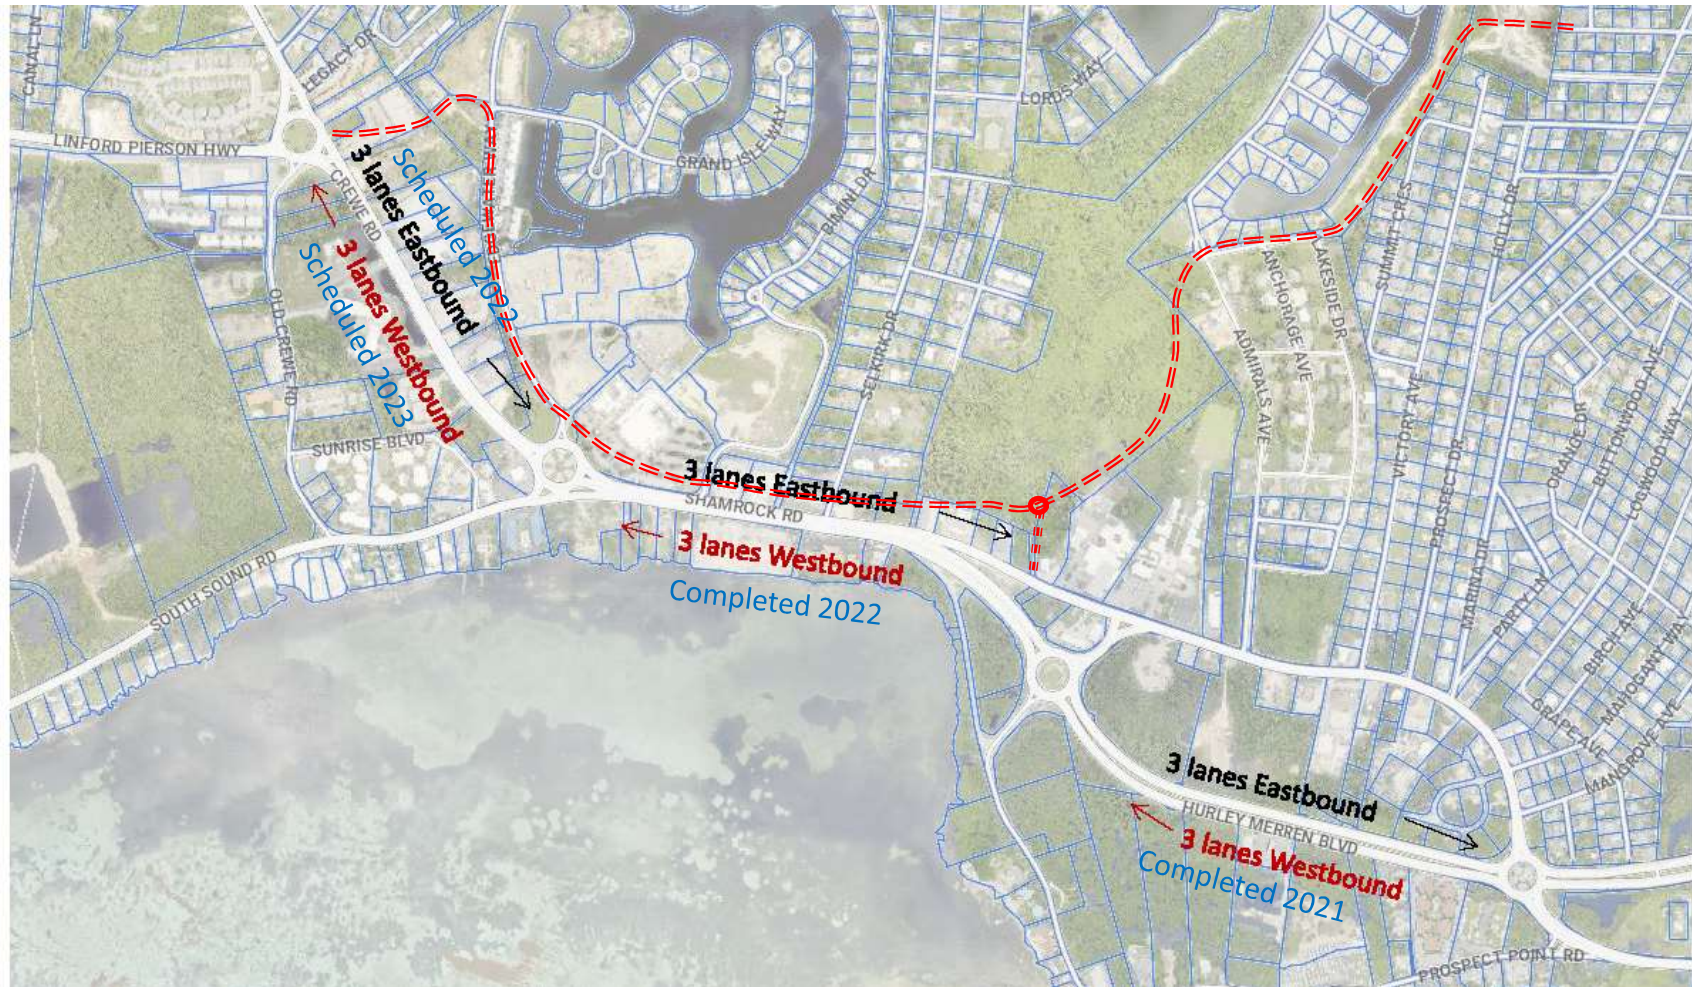 CANAL LN
LEGACY DR
LINFORD PIERSON HWY
CREWE RD
3 lanes Eastbound
Scheduled 2022
3 lanes Westbound
Scheduled 2023
OLD CREWE RD
SUNRISE BLVD
SOUTH SOUND RD
GRAND ISLEWAY
BIMINI DR
SELKIRK DR
LORDS WAY
3 lanes Eastbound
SHAMROCK RD
3 lanes Westbound
Completed 2022
ADMIRALS AVE
ANCHORAGE AVE
LAKESIDE DR
SUMMIT CRES
HOLLY DR
VICTORY AVE
PROSPECT DR
MARINA DR
ORANGE DR
BUTTONWOOD AVE
LOGWOOD WAY
PARTY LN
BIRCH AVE
MAHOGANY WAY
GRAPE AVE
MANGROVE AVE
3 lanes Eastbound
HURLEY MERREN BLVD
3 lanes Westbound
Completed 2021
PROSPECT POINT RD